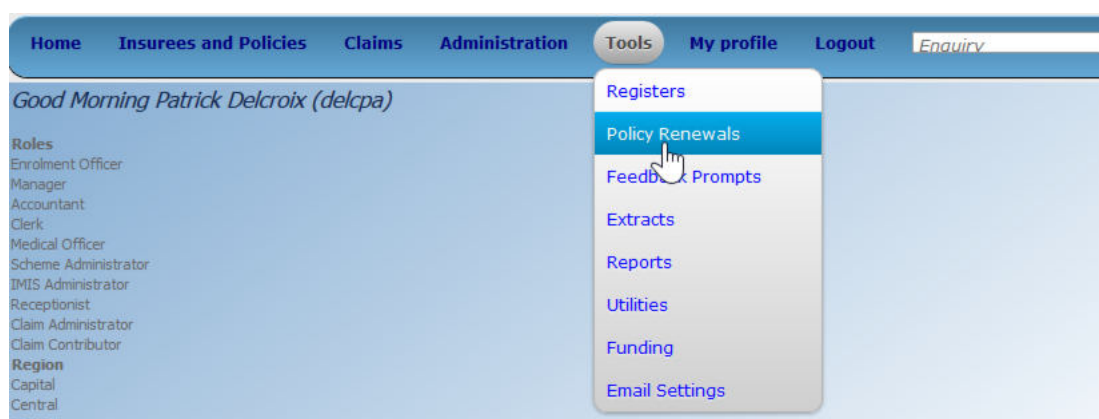 Home Insurees and Policies Claims Administration Tools My profile Logout Enquiry
Good Morning Patrick Delcroix (delcpa)
Roles
Enrolment Officer
Manager
Accountant
Clerk
Medical Officer
Scheme Administrator
IMIS Administrator
Receptionist
Claim Administrator
Claim Contributor
Region
Capital
Central
Registers
Policy Renewals
Feedback Prompts
Extracts
Reports
Utilities
Funding
Email Settings